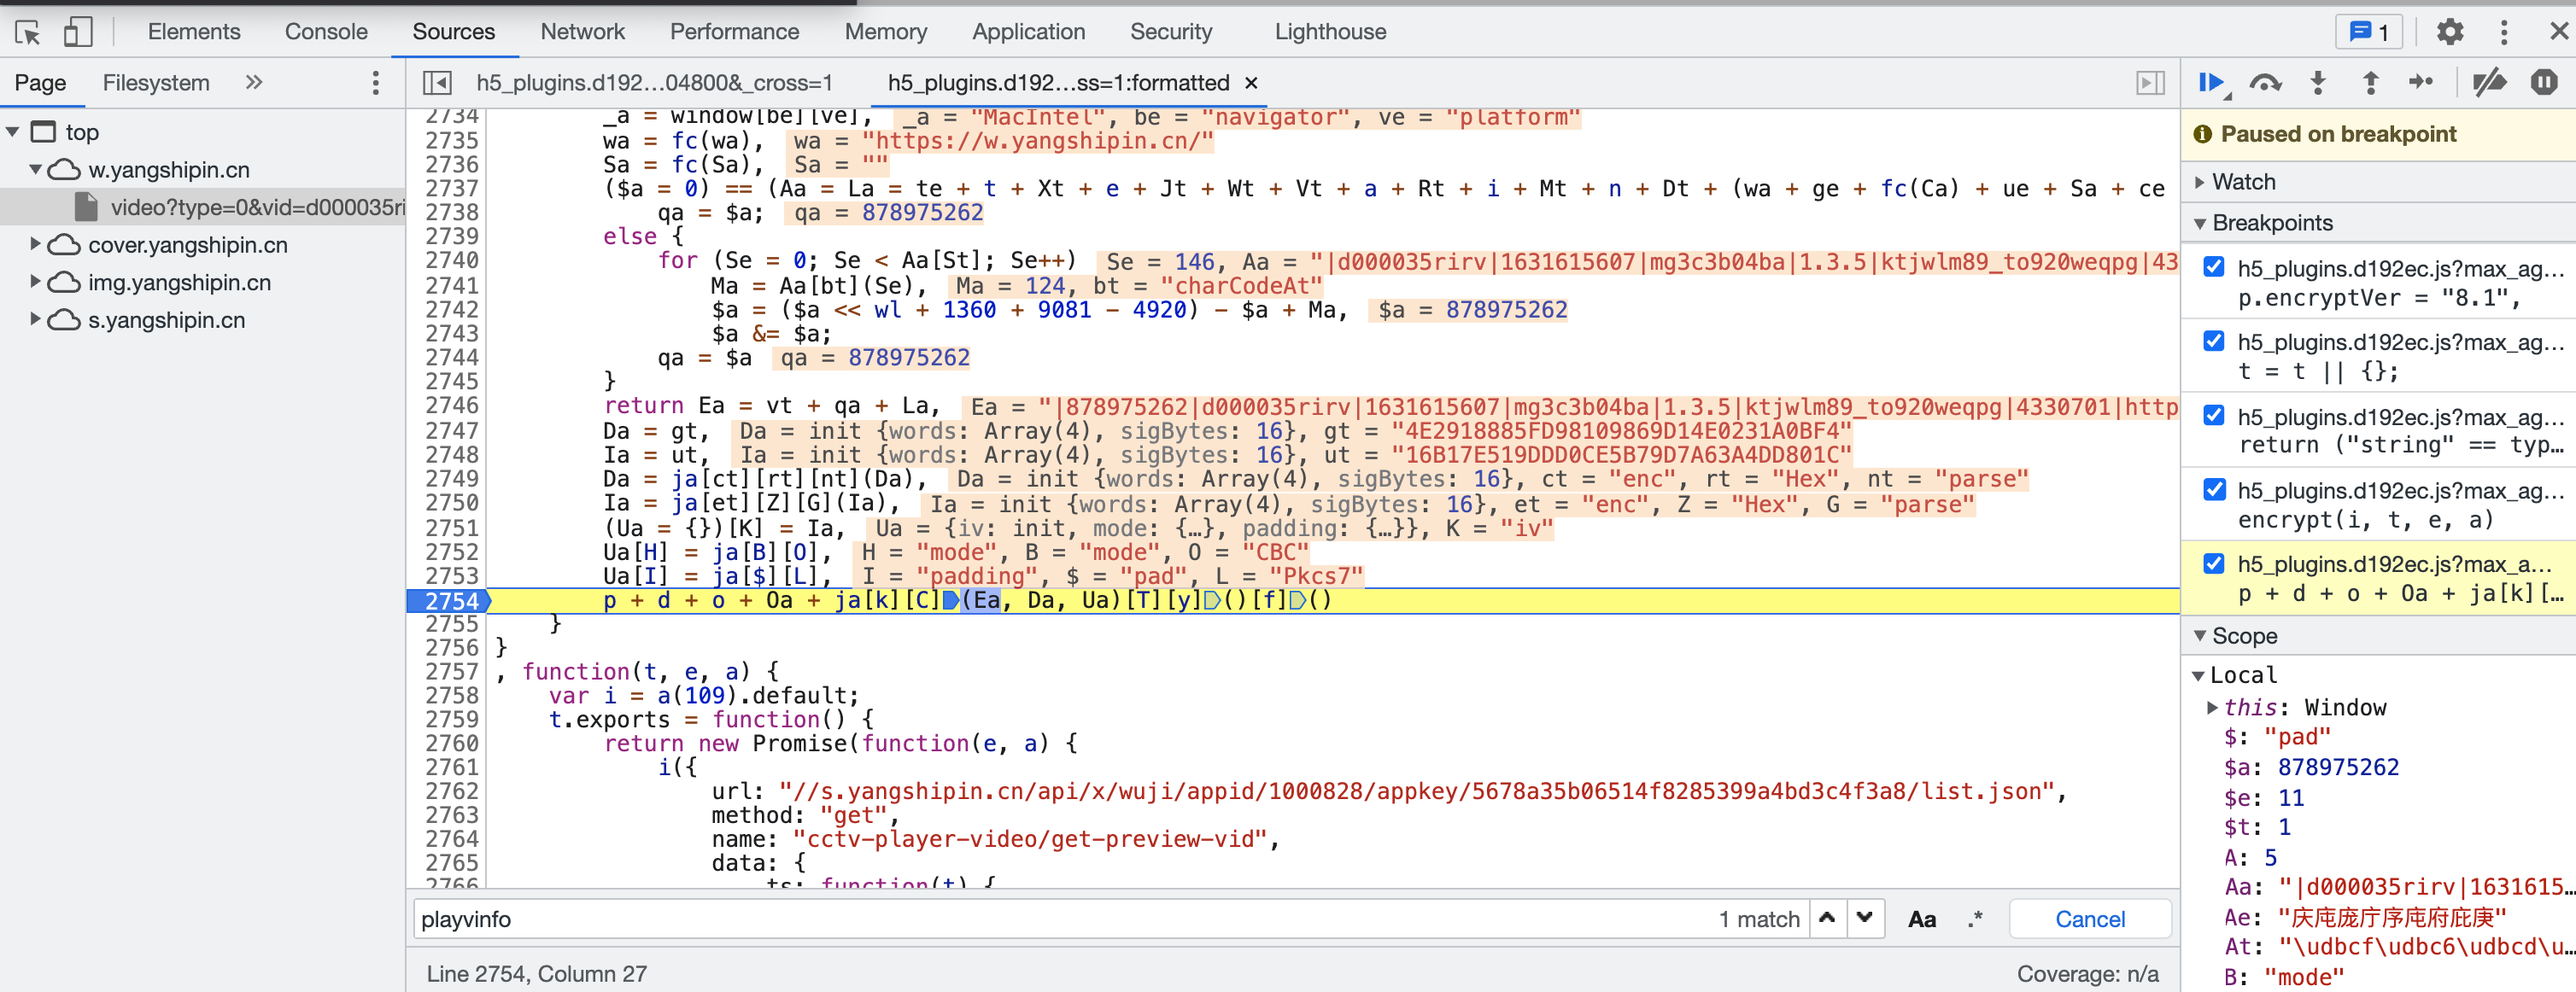 Elements Console Sources Network Performance Memory Application Security Lighthouse 1
Page Filesystem h5_plugins.d192…04800&_cross=1 h5_plugins.d192…ss=1:formatted
top
w.yangshipin.cn
video?type=0&vid=d000035ri
cover.yangshipin.cn
img.yangshipin.cn
s.yangshipin.cn
2734 _a = window[be][ve], _a = "MacIntel", be = "navigator", ve = "platform"
2735 wa = fc(wa), wa = "https://w.yangshipin.cn/"
2736 Sa = fc(Sa), Sa = ""
2737 ($a = 0) == (Aa = La = te + t + Xt + e + Jt + Wt + Vt + a + Rt + i + Mt + n + Dt + (wa + ge + fc(Ca) + ue + Sa + ce
2738 qa = $a; qa = 878975262
2739 else {
2740 for (Se = 0; Se < Aa[St]; Se++) Se = 146, Aa = "|d000035rirv|1631615607|mg3c3b04ba|1.3.5|ktjwlm89_to920weqpg|43
2741 Ma = Aa[bt](Se), Ma = 124, bt = "charCodeAt"
2742 $a = ($a << wl + 1360 + 9081 - 4920) - $a + Ma, $a = 878975262
2743 $a &= $a;
2744 qa = $a qa = 878975262
2745 }
2746 return Ea = vt + qa + La, Ea = "|878975262|d000035rirv|1631615607|mg3c3b04ba|1.3.5|ktjwlm89_to920weqpg|4330701|http
2747 Da = gt, Da = init {words: Array(4), sigBytes: 16}, gt = "4E2918885FD98109869D14E0231A0BF4"
2748 Ia = ut, Ia = init {words: Array(4), sigBytes: 16}, ut = "16B17E519DDD0CE5B79D7A63A4DD801C"
2749 Da = ja[ct][rt][nt](Da), Da = init {words: Array(4), sigBytes: 16}, ct = "enc", rt = "Hex", nt = "parse"
2750 Ia = ja[et][Z][G](Ia), Ia = init {words: Array(4), sigBytes: 16}, et = "enc", Z = "Hex", G = "parse"
2751 (Ua = {})[K] = Ia, Ua = {iv: init, mode: {…}, padding: {…}}, K = "iv"
2752 Ua[H] = ja[B][O], H = "mode", B = "mode", O = "CBC"
2753 Ua[I] = ja[$][L], I = "padding", $ = "pad", L = "Pkcs7"
2754 p + d + o + Oa + ja[k][C](Ea, Da, Ua)[T][y]()[f]()
2755 }
2756 }
2757 , function(t, e, a) {
2758 var i = a(109).default;
2759 t.exports = function() {
2760 return new Promise(function(e, a) {
2761 i({
2762 url: "//s.yangshipin.cn/api/x/wuji/appid/1000828/appkey/5678a35b06514f8285399a4bd3c4f3a8/list.json",
2763 method: "get",
2764 name: "cctv-player-video/get-preview-vid",
2765 data: {
2766 ts: function(t) {
playvinfo 1 match Aa .* Cancel
Line 2754, Column 27 Coverage: n/a
Paused on breakpoint
Watch
Breakpoints
h5_plugins.d192ec.js?max_ag…
p.encryptVer = "8.1",
h5_plugins.d192ec.js?max_ag…
t = t || {};
h5_plugins.d192ec.js?max_ag…
return ("string" == typ…
h5_plugins.d192ec.js?max_ag…
encrypt(i, t, e, a)
h5_plugins.d192ec.js?max_a…
p + d + o + Oa + ja[k][…
Scope
Local
this: Window
$: "pad"
$a: 878975262
$e: 11
$t: 1
A: 5
Aa: "|d000035rirv|1631615…
Ae: "庆庉庞庁序庉府庇庚"
At: "\udbcf\udbc6\udbcd\u…
B: "mode"